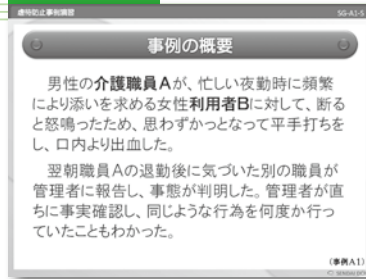 虐待防止事例演習 SG-A1-S
事例の概要
男性の介護職員Aが、忙しい夜勤時に頻繁
により添いを求める女性利用者Bに対して、断る
と怒鳴ったため、思わずかっとなって平手打ちを
し、口内より出血した。
翌朝職員Aの退勤後に気づいた別の職員が
管理者に報告し、事態が判明した。管理者が直
ちに事実確認し、同じような行為を何度か行っ
ていたこともわかった。
(事例A1)